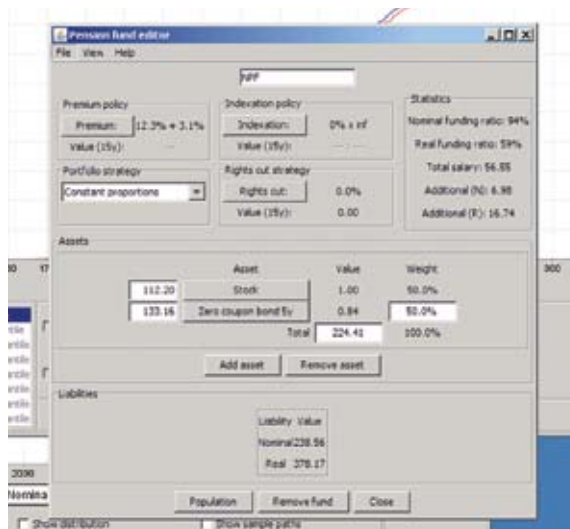 Pension fund editor
File View Help
NPF
Premium policy
Premium: 12.3% + 3.1%
Value (15y):
Indexation policy
Indexation: 0% x inf
Value (15y):
Statistics
Nominal funding ratio: 94%
Real funding ratio: 59%
Total salary: 56.55
Additional (N): 6.98
Additional (R): 16.74
Portfolio strategy
Constant proportions
Rights cut strategy
Rights cut: 0.0%
Value (15y): 0.00
Assets
Asset Value Weight
112.20 Stock 1.00 50.0%
133.16 Zero coupon bond 5y 0.84 50.0%
Total 224.41 100.0%
Add asset Remove asset
Liabilities
Liability Value
Nominal 238.56
Real 378.17
Population Remove fund Close
900
2030
Nomina
Show distribution Show sample paths